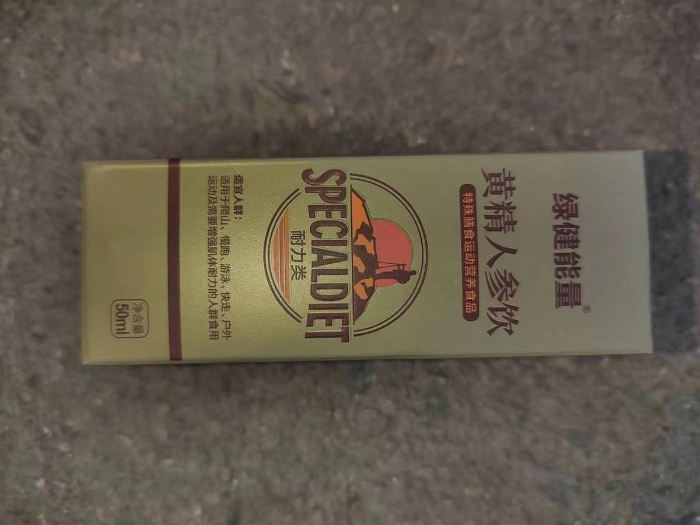 绿健能量®
黄精人参饮
特殊膳食运动营养食品
SPECIALDIET
耐力类
适宜人群：
适用于爬山、慢跑、游泳、快走、户外
运动及需要增强肌体耐力的人群食用
净含量
50ml